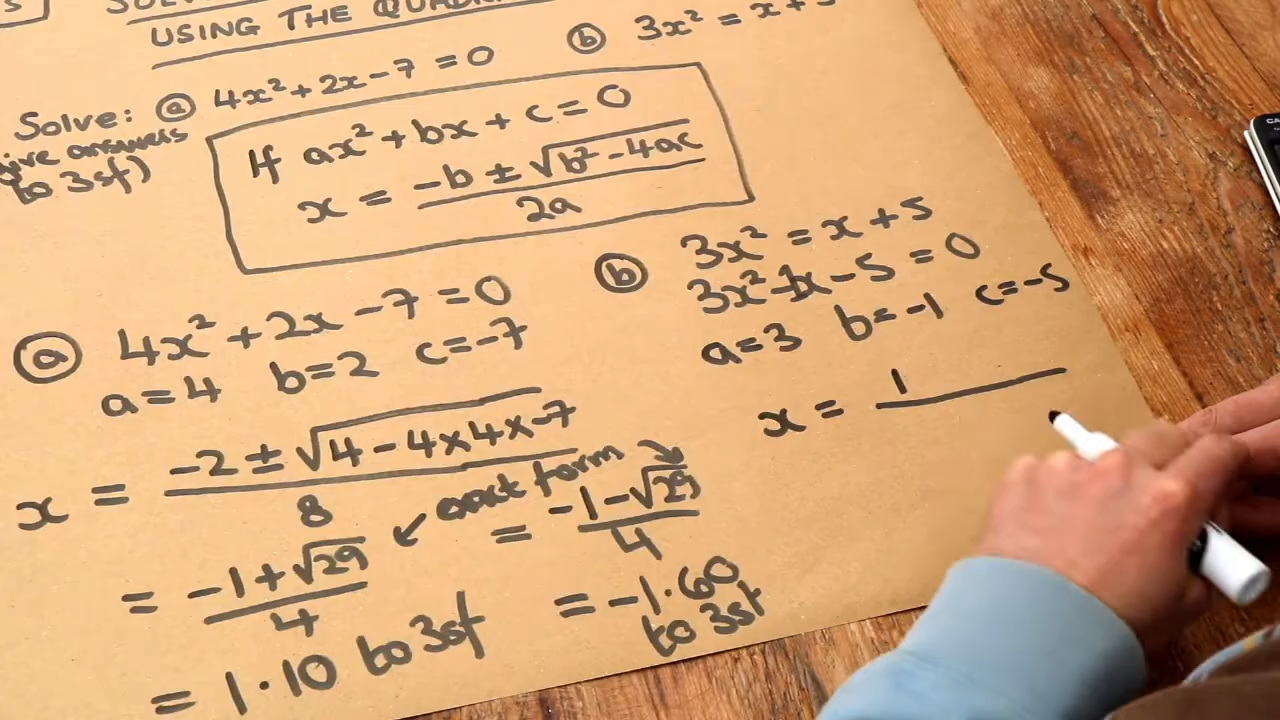 USING THE
Solve: ⓐ 4x² + 2x - 7 = 0
ⓑ 3x² = x +
give answers
to 3sf)
If ax² + bx + c = 0
x = (-b ± √(b² - 4ac))/2a
ⓐ 4x² + 2x - 7 = 0
a = 4 b = 2 c = -7
x = (-2 ± √(4 - 4×4×-7))/8
exact form
= (-1 + √29)/4
= 1.10 to 3sf
= (-1 - √29)/4
= -1.60
to 3sf
ⓑ 3x² = x + 5
3x² - x - 5 = 0
a = 3 b = -1 c = -5
x = 1